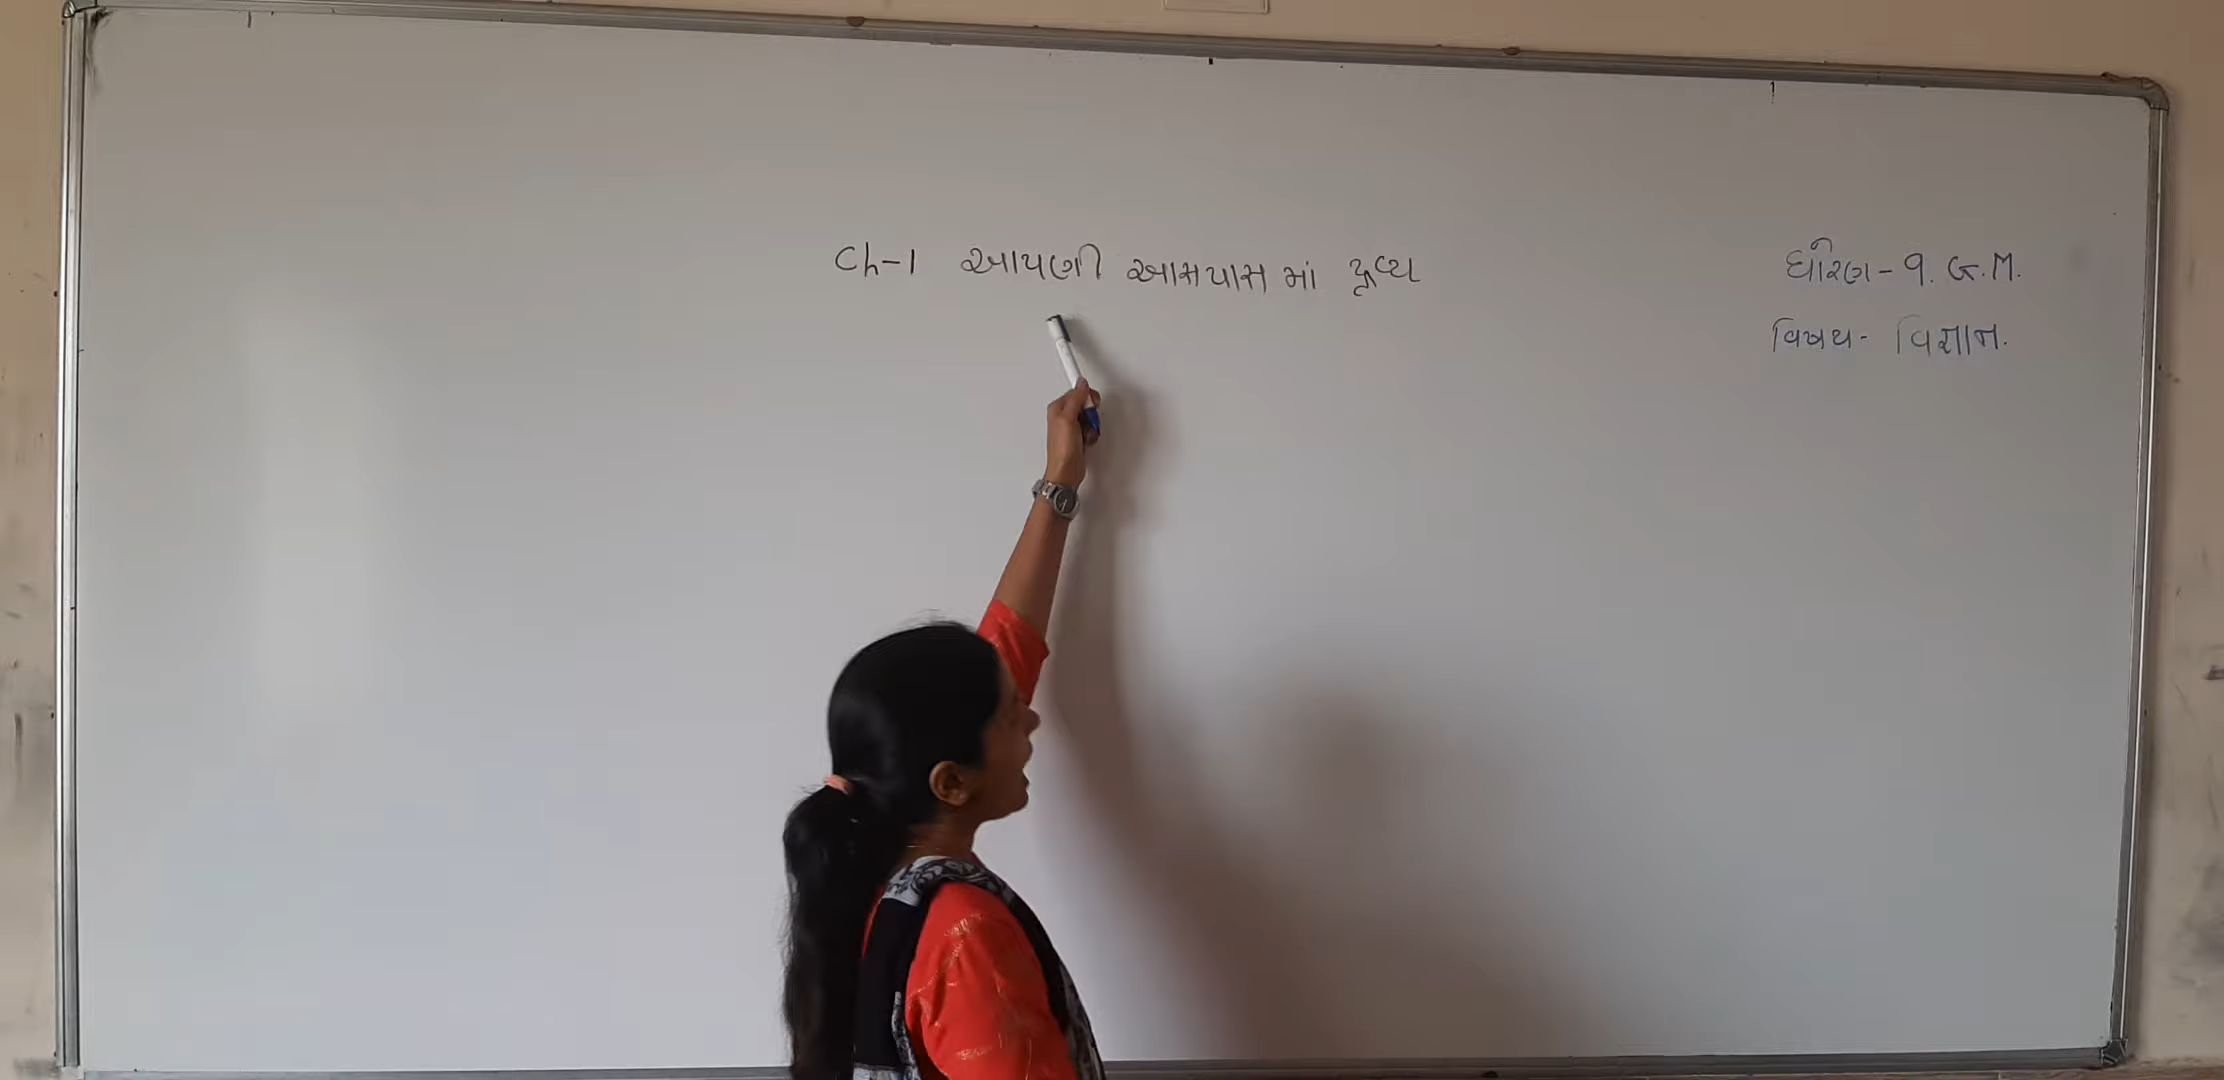 Ch-1 આપણી આસપાસ માં દ્રવ્ય
ધોરણ - 9. G.M.
વિષય - વિજ્ઞાન.